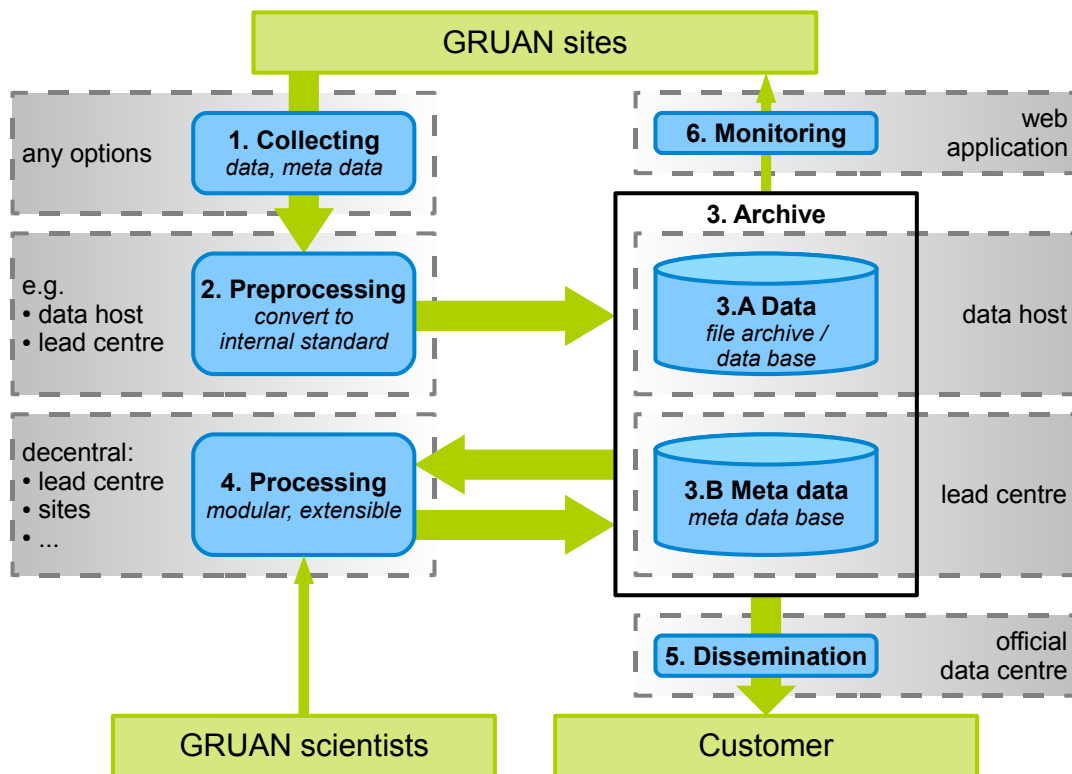 GRUAN sites
any options
1. Collecting
data, meta data
6. Monitoring
web
application
3. Archive
e.g.
• data host
• lead centre
2. Preprocessing
convert to
internal standard
3.A Data
file archive /
data base
data host
decentral:
• lead centre
• sites
• ...
4. Processing
modular, extensible
3.B Meta data
meta data base
lead centre
5. Dissemination
official
data centre
GRUAN scientists
Customer